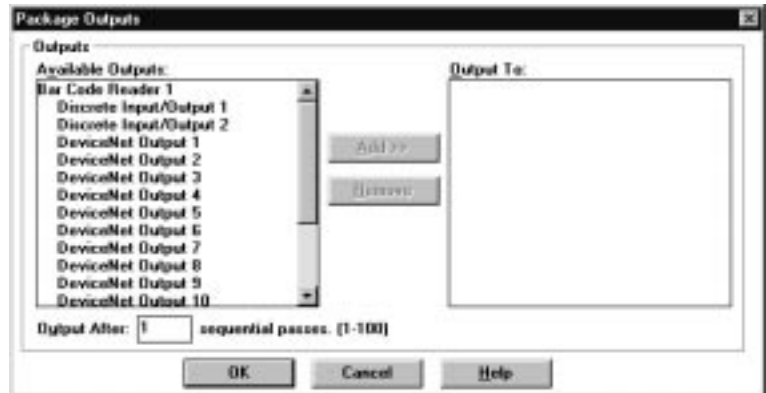 Package Outputs
Outputs
Available Outputs:
Bar Code Reader 1
Discrete Input/Output 1
Discrete Input/Output 2
DeviceNet Output 1
DeviceNet Output 2
DeviceNet Output 3
DeviceNet Output 4
DeviceNet Output 5
DeviceNet Output 6
DeviceNet Output 7
DeviceNet Output 8
DeviceNet Output 9
DeviceNet Output 10
Add >>
Remove
Output To:
Output After: 1 sequential passes. (1-100)
OK Cancel Help